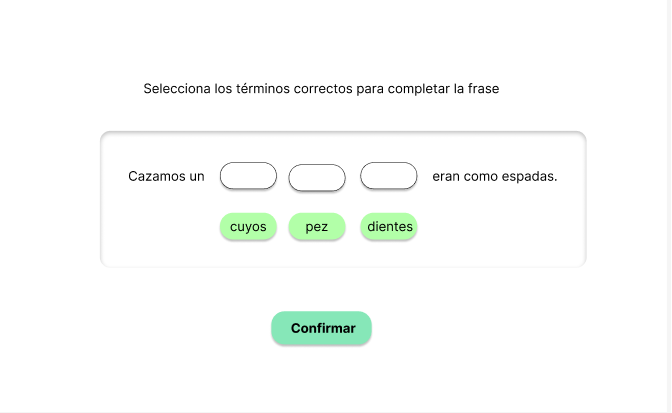 Selecciona los términos correctos para completar la frase
Cazamos un eran como espadas.
cuyos pez dientes
Confirmar